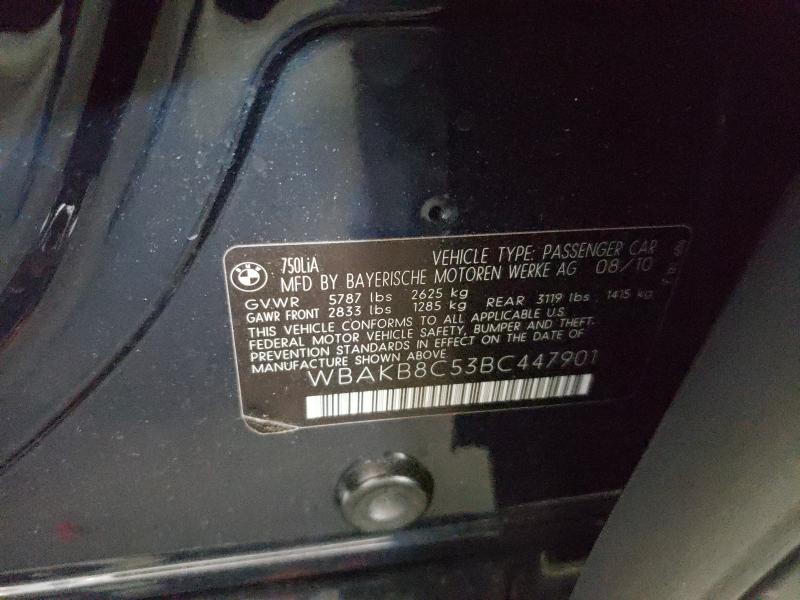 BMW
750LiA VEHICLE TYPE: PASSENGER CAR
MFD BY BAYERISCHE MOTOREN WERKE AG 08/10
GVWR 5787 lbs 2625 kg
GAWR FRONT 2833 lbs 1285 kg REAR 3119 lbs 1415 kg
THIS VEHICLE CONFORMS TO ALL APPLICABLE U.S.
FEDERAL MOTOR VEHICLE SAFETY, BUMPER AND THEFT
PREVENTION STANDARDS IN EFFECT ON THE DATE OF
MANUFACTURE SHOWN ABOVE
WBAKB8C53BC447901